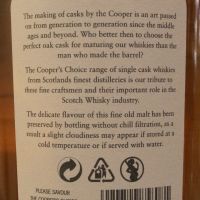 The making of casks by the Cooper is an art passed
on from generation to generation since the middle
ages and beyond. Who better then to choose the
perfect oak cask for maturing our whiskies than the
man who made the barrel?
The Cooper's Choice range of single cask whiskies
from Scotlands finest distilleries is our tribute to
these fine craftsmen and their important role in the
Scotch Whisky industry.
The delicate flavour of this fine old malt has been
preserved by bottling without chill filtration, as a
result a slight cloudiness may appear if stored at a
cold temperature or if served with water.
PLEASE SAVOUR
THE COOPERS CHOICE